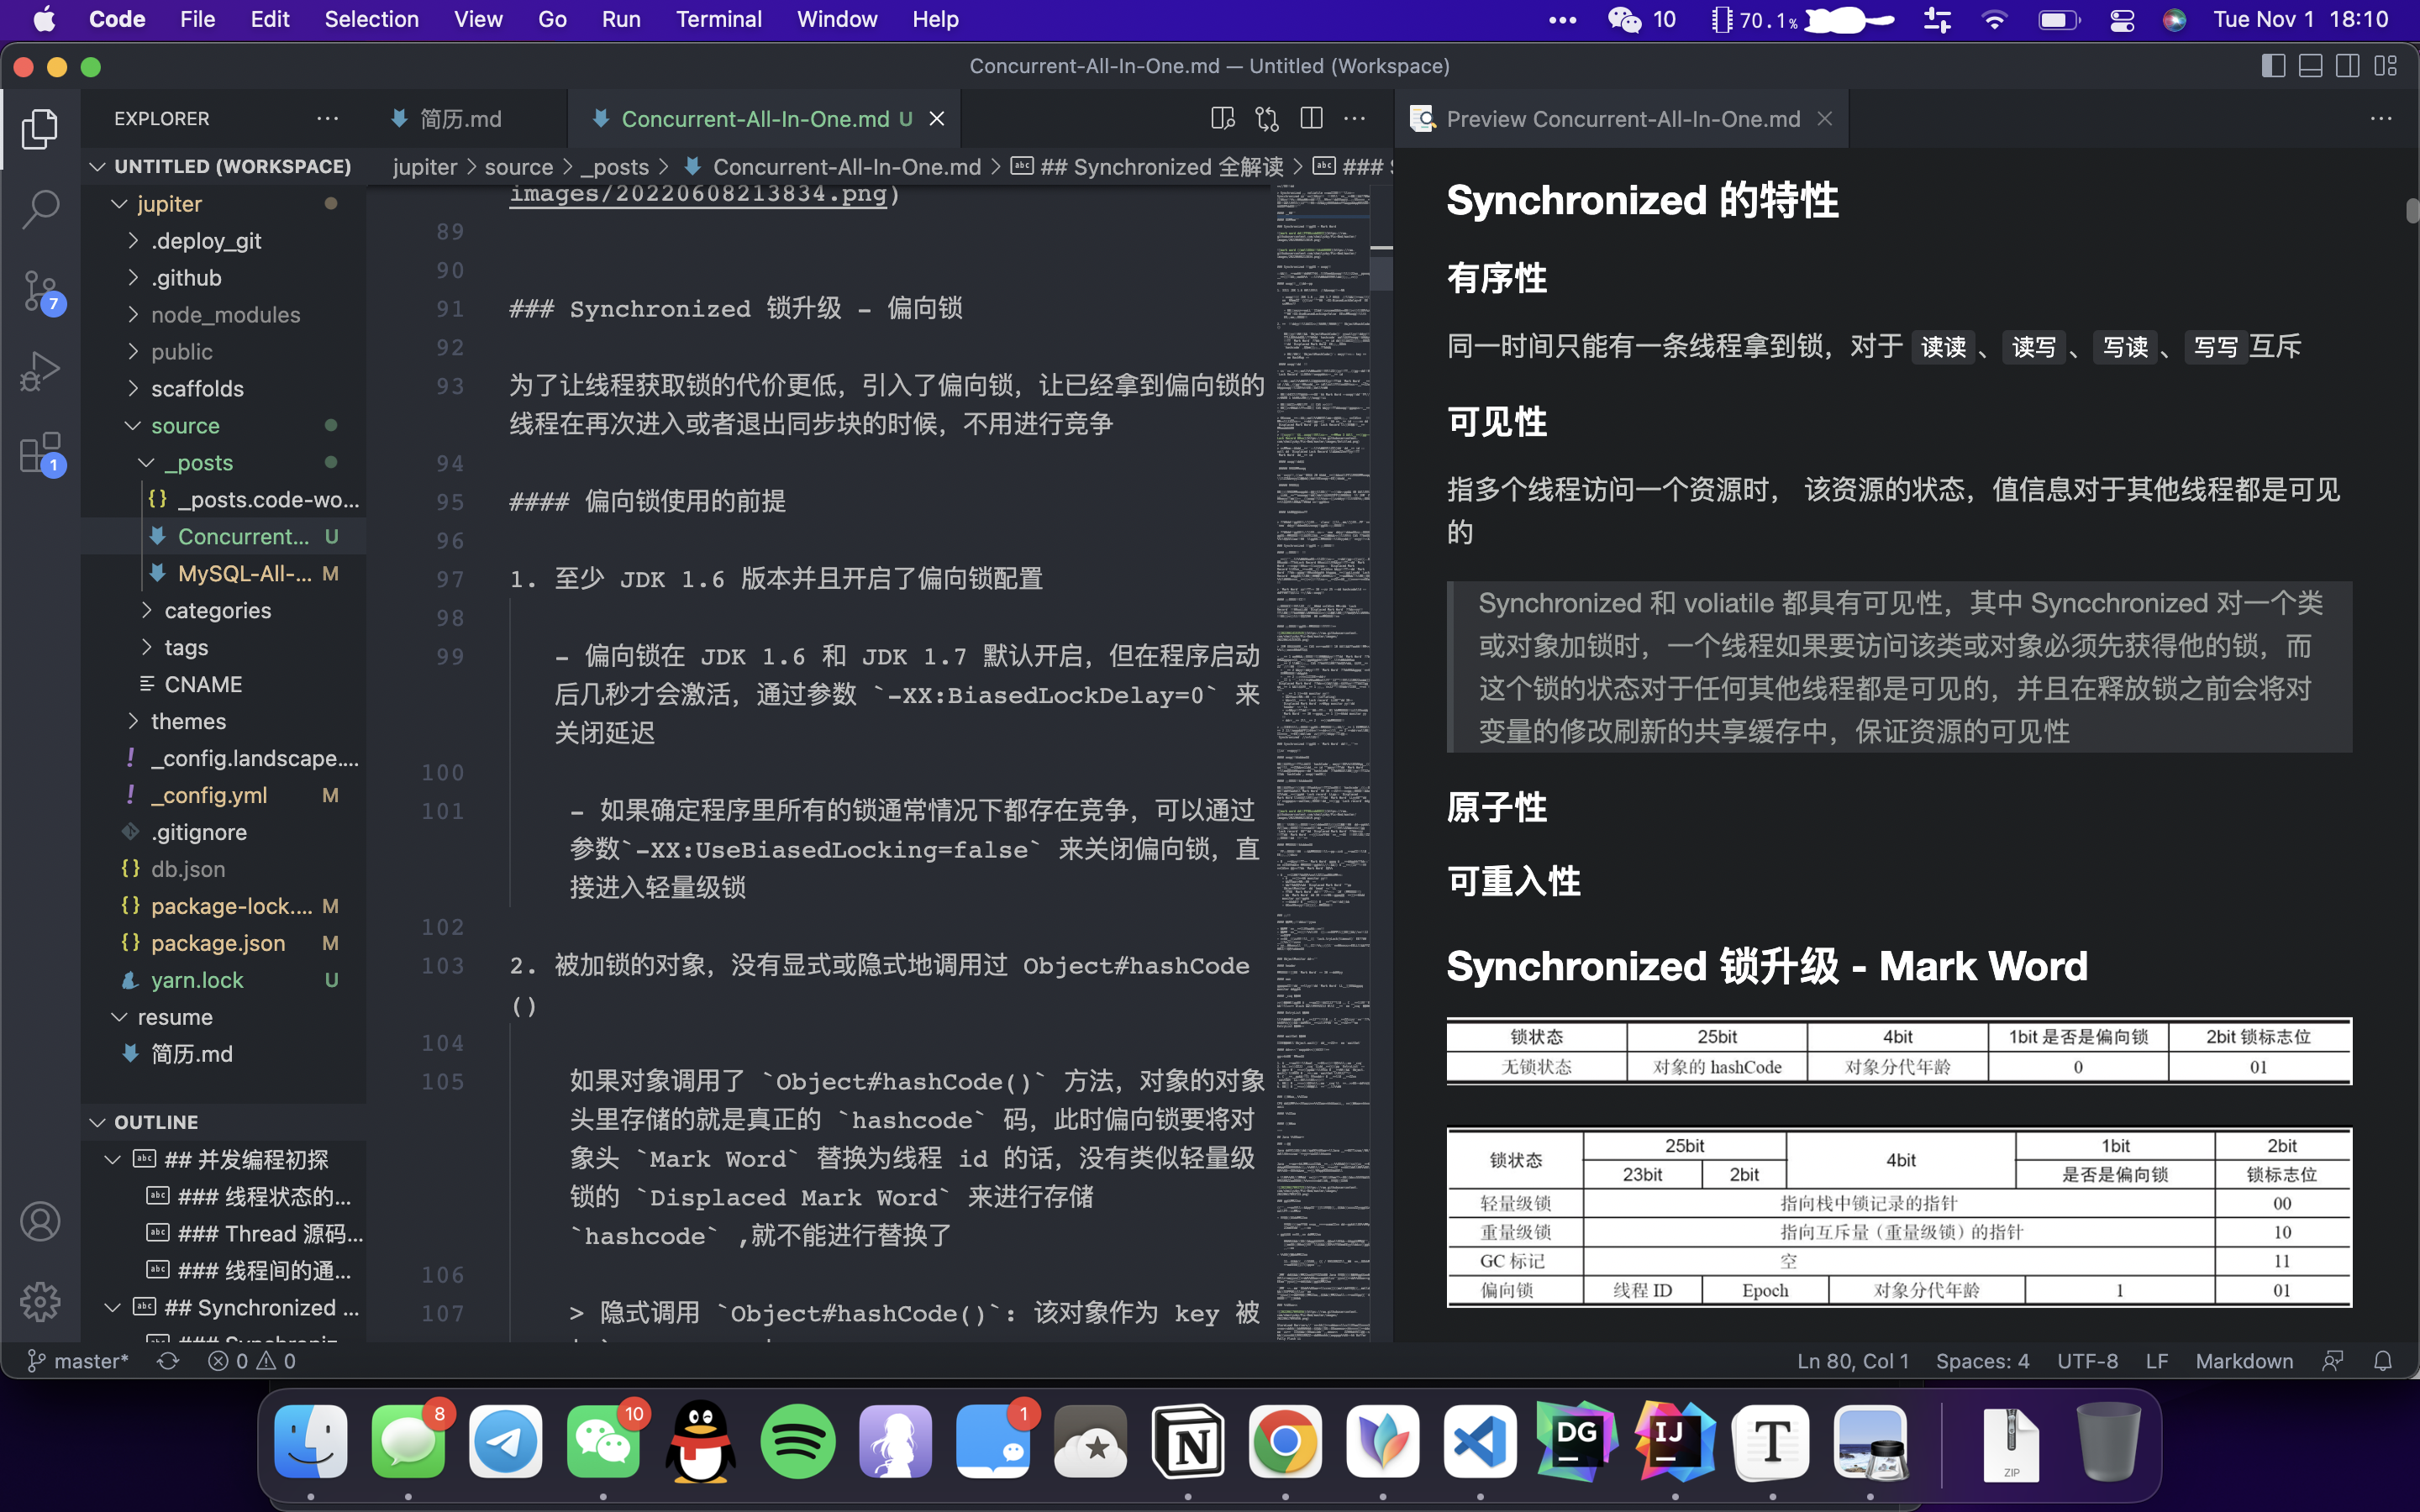 Code File Edit Selection View Go Run Terminal Window Help
10 70.1% Tue Nov 1 18:10
Concurrent-All-In-One.md — Untitled (Workspace)
EXPLORER
UNTITLED (WORKSPACE)
jupiter
.deploy_git
.github
node_modules
public
scaffolds
source
_posts
{} _posts.code-wo...
Concurrent... U
MySQL-All-... M
categories
tags
CNAME
themes
! _config.landscape....
! _config.yml M
.gitignore
{} db.json
{} package-lock.... M
{} package.json M
yarn.lock U
resume
简历.md
OUTLINE
## 并发编程初探
### 线程状态的...
### Thread 源码...
### 线程间的通...
## Synchronized ...
7
1
简历.md
Concurrent-All-In-One.md U
jupiter > source > _posts > Concurrent-All-In-One.md > ## Synchronized 全解读 > ###
images/20220608213834.png)
89
90
91 ### Synchronized 锁升级 - 偏向锁
92
93 为了让线程获取锁的代价更低，引入了偏向锁，让已经拿到偏向锁的
线程在再次进入或者退出同步块的时候，不用进行竞争
94
95 #### 偏向锁使用的前提
96
97 1. 至少 JDK 1.6 版本并且开启了偏向锁配置
98
99 - 偏向锁在 JDK 1.6 和 JDK 1.7 默认开启，但在程序启动
后几秒才会激活，通过参数 `-XX:BiasedLockDelay=0` 来
关闭延迟
100
101 - 如果确定程序里所有的锁通常情况下都存在竞争，可以通过
参数`-XX:UseBiasedLocking=false` 来关闭偏向锁，直
接进入轻量级锁
102
103 2. 被加锁的对象，没有显式或隐式地调用过 Object#hashCode
()
104
105 如果对象调用了 `Object#hashCode()` 方法，对象的对象
头里存储的就是真正的 `hashcode` 码，此时偏向锁要将对
象头 `Mark Word` 替换为线程 id 的话，没有类似轻量级
锁的 `Displaced Mark Word` 来进行存储
`hashcode` ,就不能进行替换了
106
107 > 隐式调用 `Object#hashCode()`: 该对象作为 key 被
Preview Concurrent-All-In-One.md
Synchronized 的特性
有序性
同一时间只能有一条线程拿到锁，对于 读读 、 读写 、 写读 、 写写 互斥
可见性
指多个线程访问一个资源时， 该资源的状态，值信息对于其他线程都是可见
的
Synchronized 和 voliatile 都具有可见性，其中 Syncchronized 对一个类
或对象加锁时，一个线程如果要访问该类或对象必须先获得他的锁，而
这个锁的状态对于任何其他线程都是可见的，并且在释放锁之前会将对
变量的修改刷新的共享缓存中，保证资源的可见性
原子性
可重入性
Synchronized 锁升级 - Mark Word
锁状态 25bit 4bit 1bit 是否是偏向锁 2bit 锁标志位
无锁状态 对象的 hashCode 对象分代年龄 0 01
锁状态 25bit 4bit 1bit 2bit
23bit 2bit 是否是偏向锁 锁标志位
轻量级锁 指向栈中锁记录的指针 00
重量级锁 指向互斥量（重量级锁）的指针 10
GC 标记 空 11
偏向锁 线程 ID Epoch 对象分代年龄 1 01
master* 0 0
Ln 80, Col 1 Spaces: 4 UTF-8 LF Markdown
8
10
1
N
DG
IJ
T
ZIP